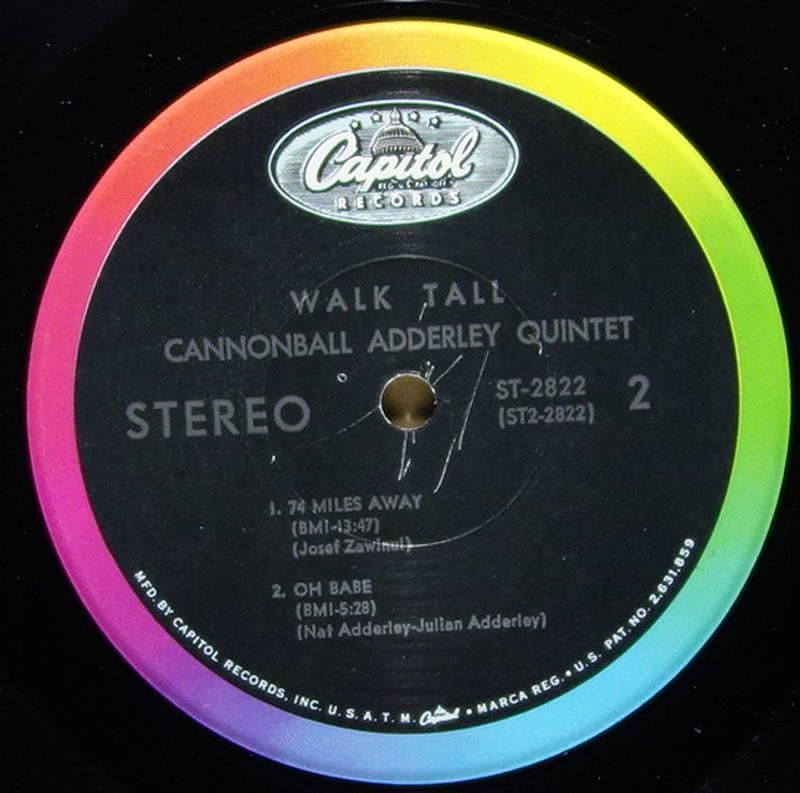 Capitol
REG. U.S. PAT. OFF.
RECORDS
WALK TALL
CANNONBALL ADDERLEY QUINTET
STEREO
ST-2822
(ST2-2822)
2
1. 74 MILES AWAY
(BMI-13:47)
(Josef Zawinul)
2. OH BABE
(BMI-5:28)
(Nat Adderley-Julian Adderley)
MFD. BY CAPITOL RECORDS, INC. U. S. A. T. M. Capitol • MARCA REG. • U.S. PAT. NO. 2,631,859